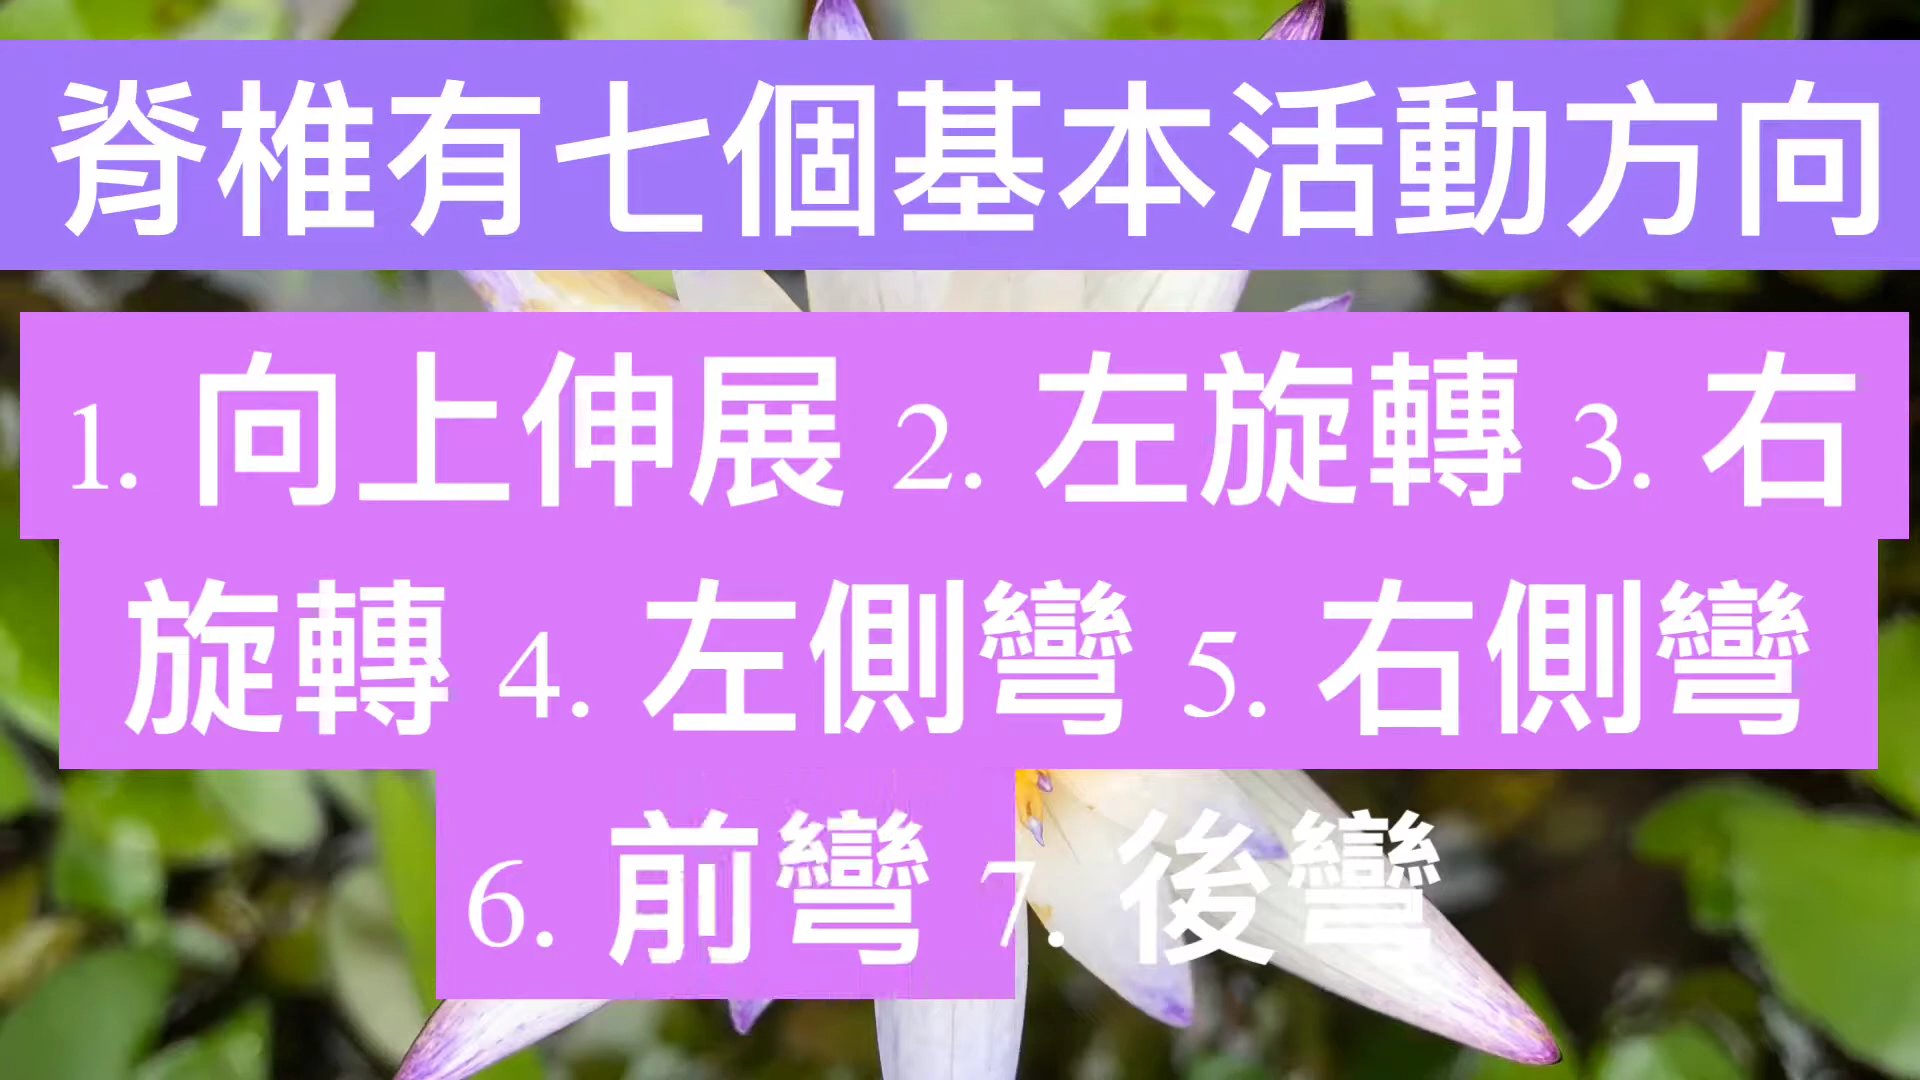 脊椎有七個基本活動方向
1. 向上伸展 2. 左旋轉 3. 右
旋轉 4. 左側彎 5. 右側彎
6. 前彎 7. 後彎